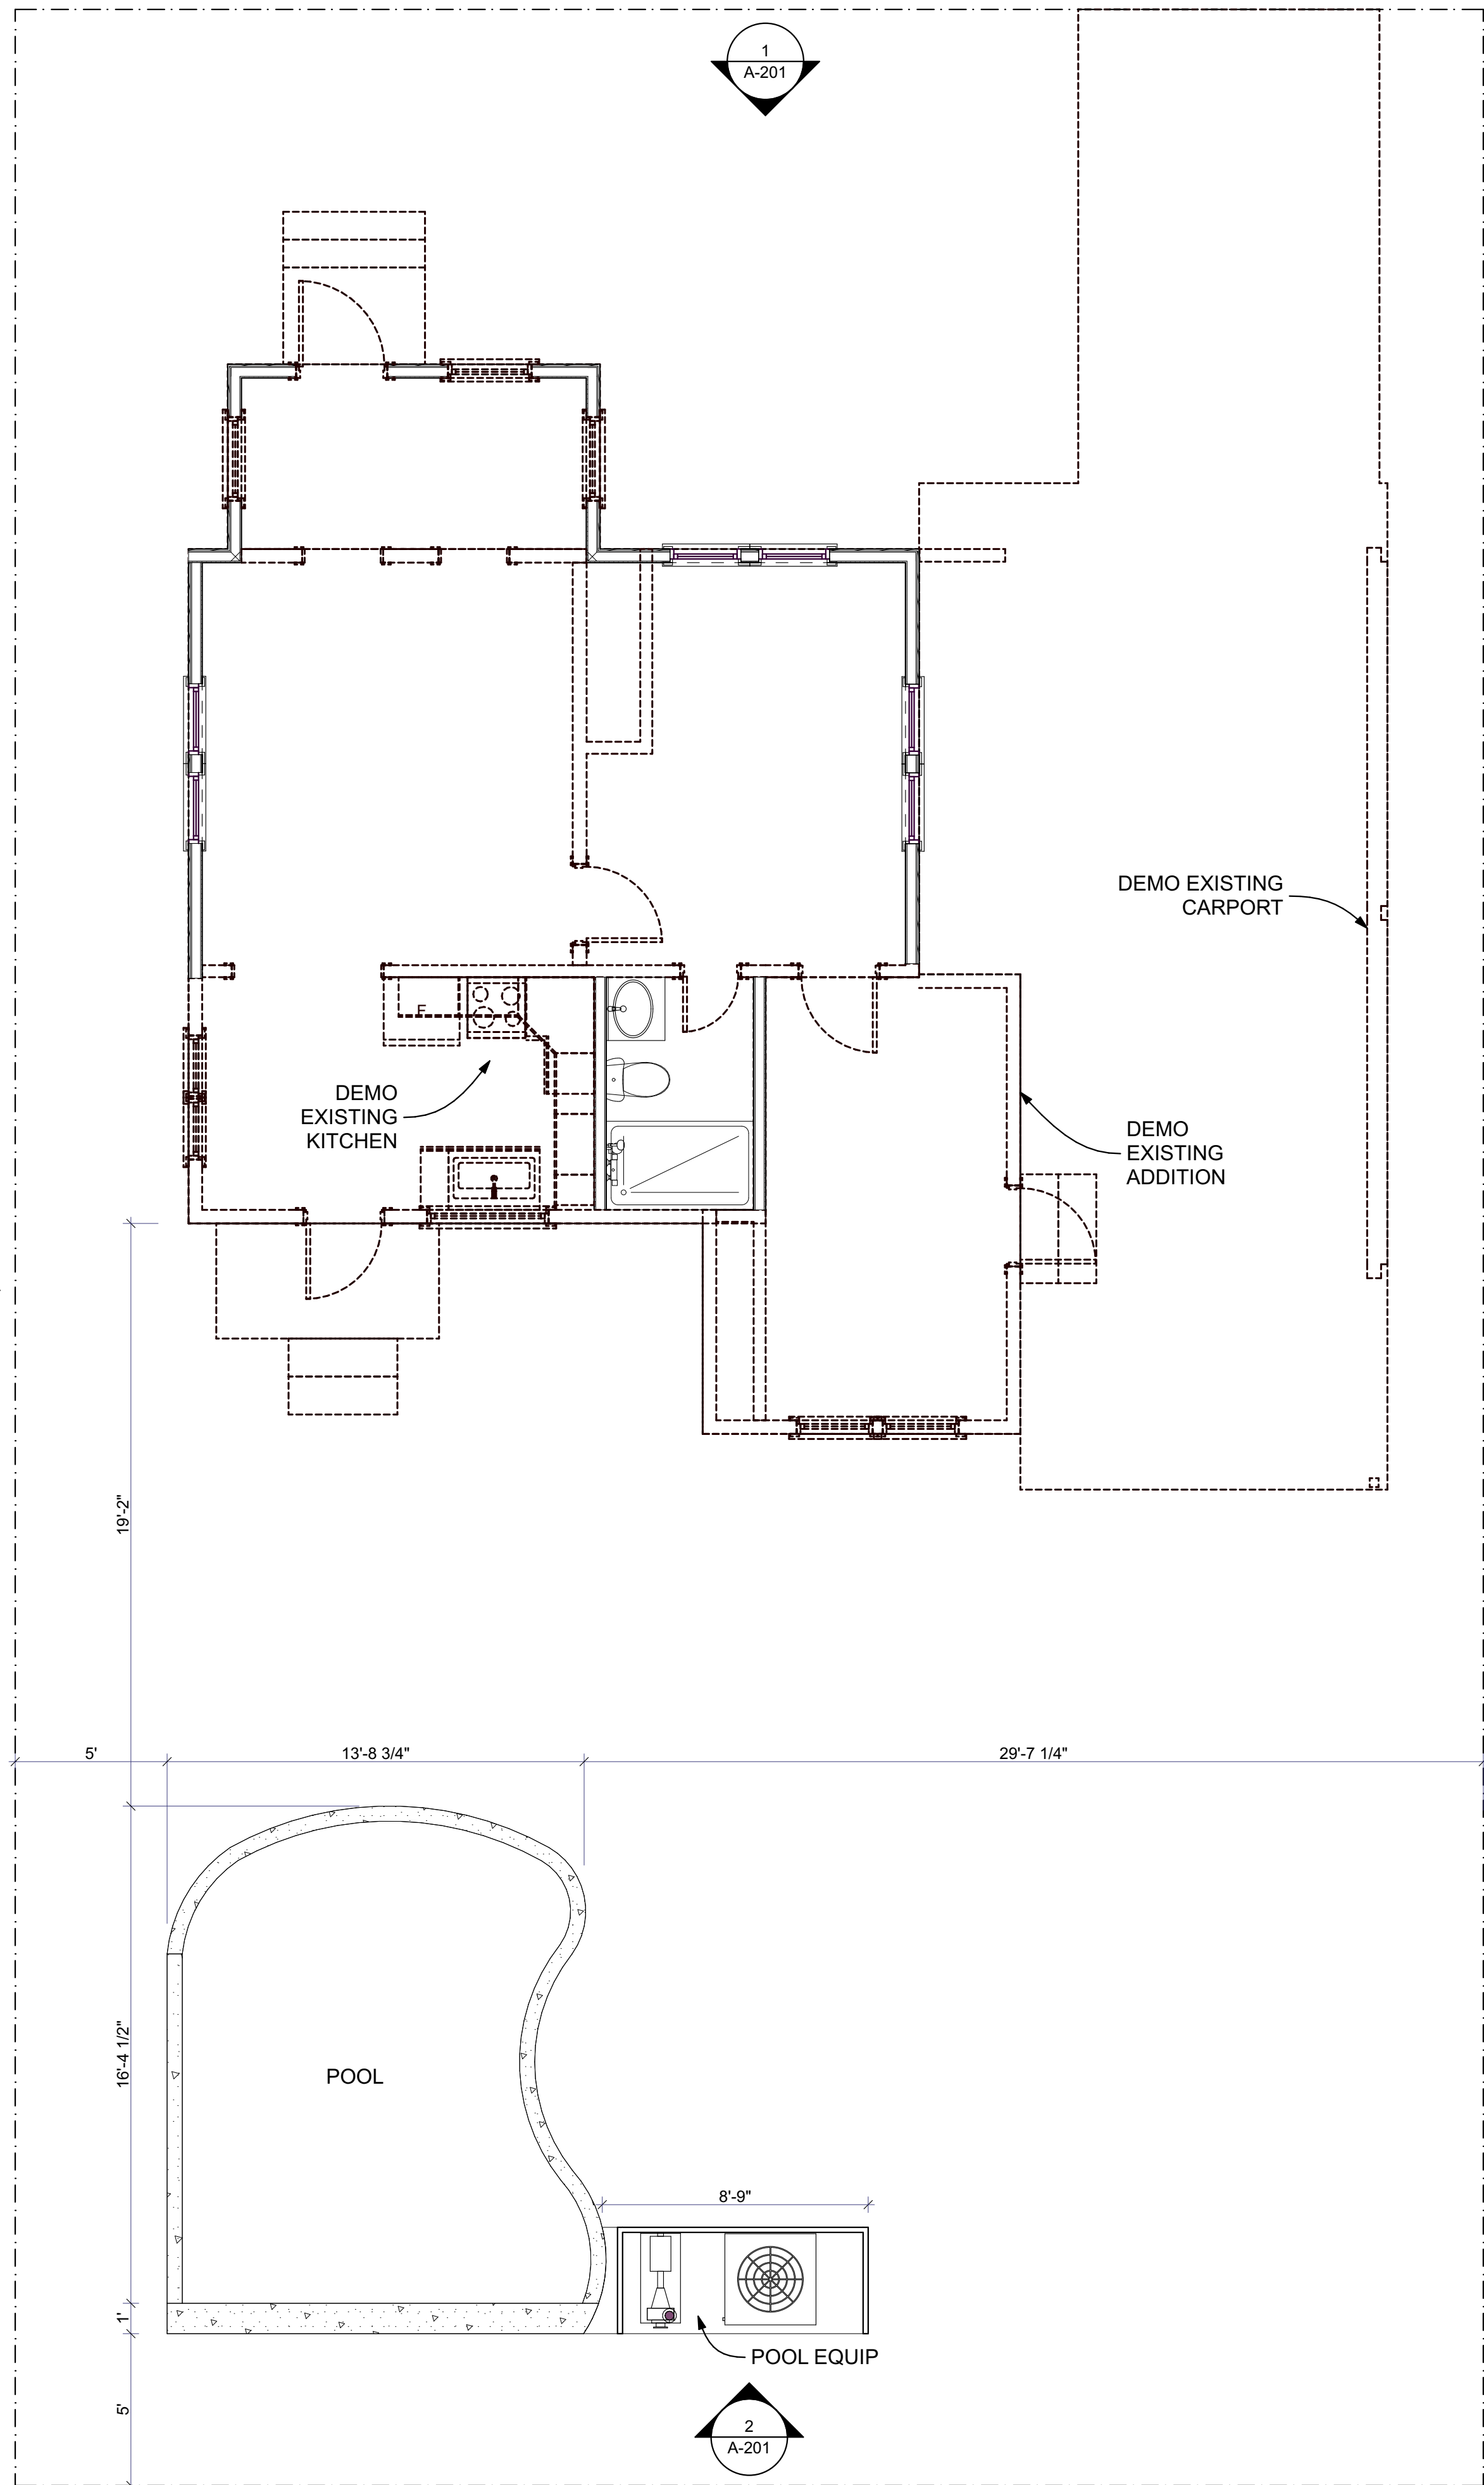 1
A-201
DEMO EXISTING
CARPORT
F
DEMO
EXISTING
KITCHEN
DEMO
EXISTING
ADDITION
19'-2"
5'
13'-8 3/4"
29'-7 1/4"
16'-4 1/2"
POOL
8'-9"
1'
POOL EQUIP
5'
2
A-201